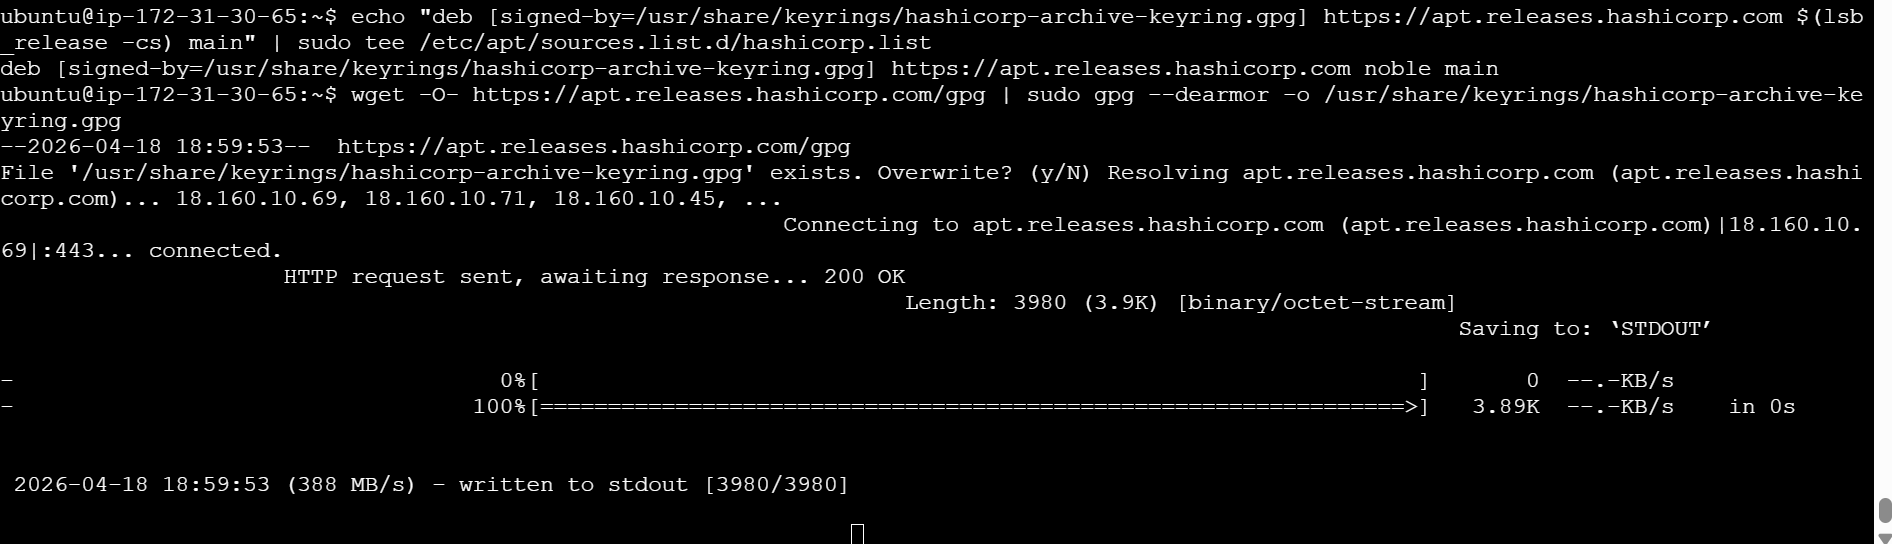 ubuntu@ip-172-31-30-65:~$ echo "deb [signed-by=/usr/share/keyrings/hashicorp-archive-keyring.gpg] https://apt.releases.hashicorp.com $(lsb
_release -cs) main" | sudo tee /etc/apt/sources.list.d/hashicorp.list
deb [signed-by=/usr/share/keyrings/hashicorp-archive-keyring.gpg] https://apt.releases.hashicorp.com noble main
ubuntu@ip-172-31-30-65:~$ wget -O- https://apt.releases.hashicorp.com/gpg | sudo gpg --dearmor -o /usr/share/keyrings/hashicorp-archive-ke
yring.gpg
--2026-04-18 18:59:53--  https://apt.releases.hashicorp.com/gpg
File '/usr/share/keyrings/hashicorp-archive-keyring.gpg' exists. Overwrite? (y/N) Resolving apt.releases.hashicorp.com (apt.releases.hashi
corp.com)... 18.160.10.69, 18.160.10.71, 18.160.10.45, ...
Connecting to apt.releases.hashicorp.com (apt.releases.hashicorp.com)|18.160.10.
69|:443... connected.
HTTP request sent, awaiting response... 200 OK
Length: 3980 (3.9K) [binary/octet-stream]
Saving to: ‘STDOUT’
- 0%[ ] 0 --.-KB/s
- 100%[================================================================>] 3.89K --.-KB/s in 0s
2026-04-18 18:59:53 (388 MB/s) - written to stdout [3980/3980]